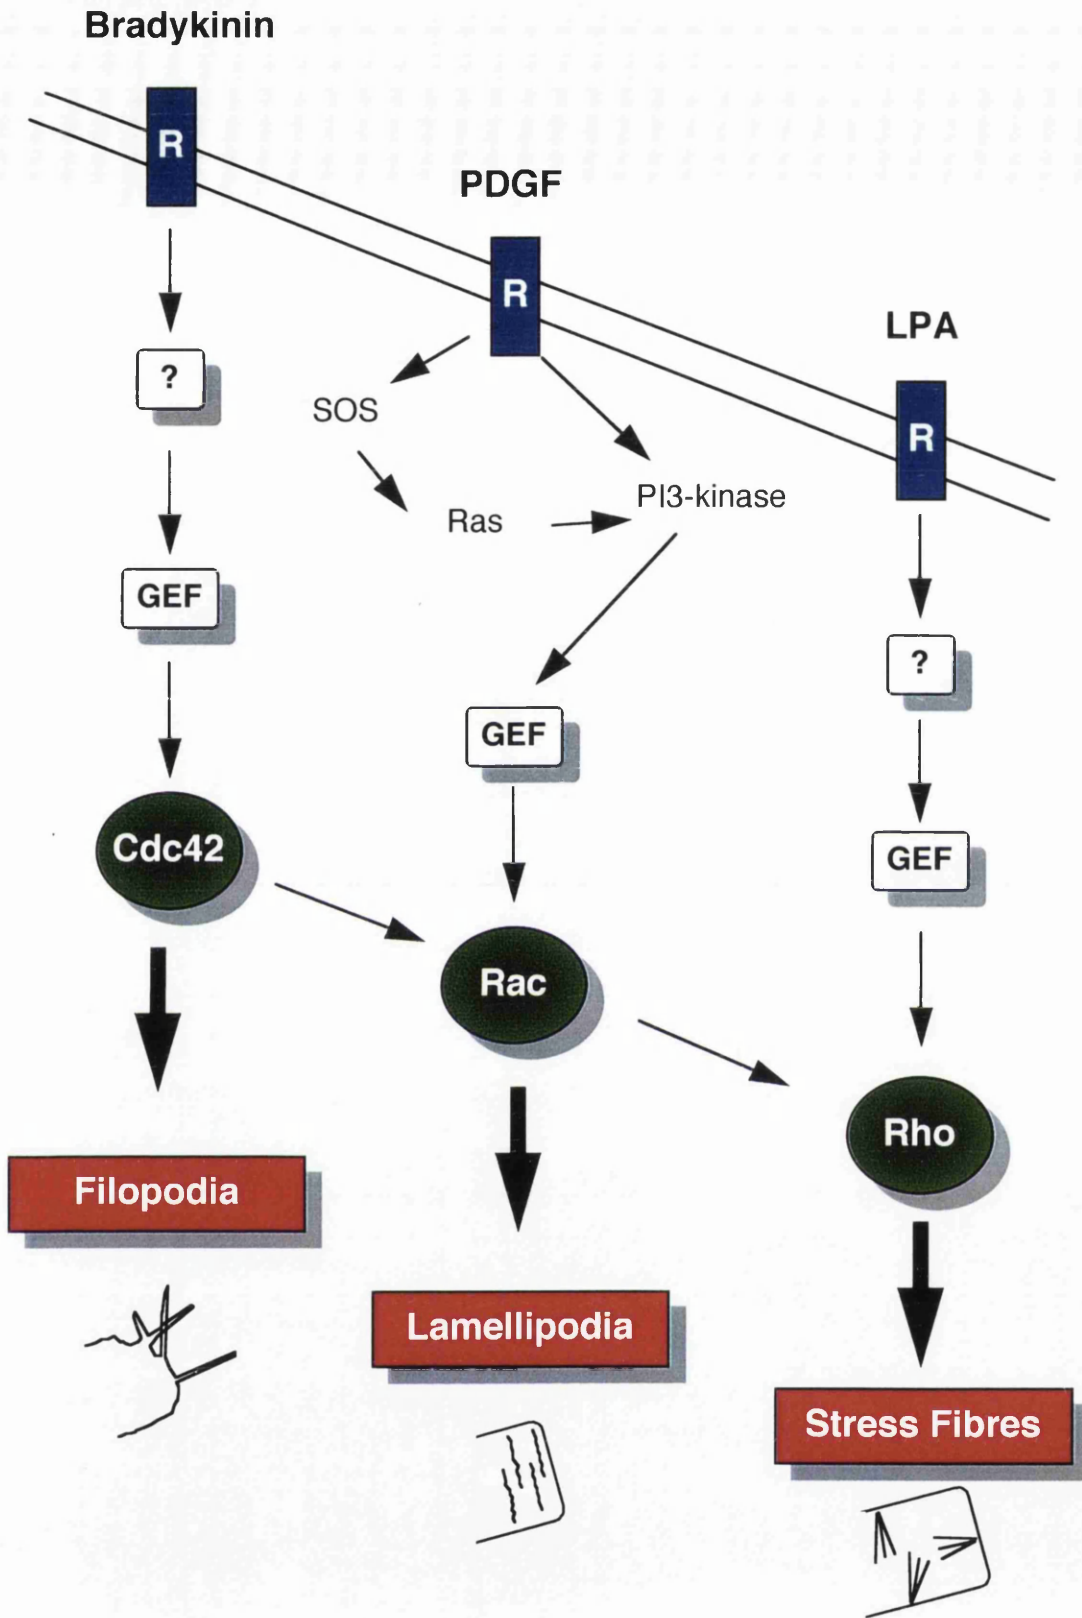 Bradykinin
R
PDGF
R
LPA
R
?
SOS
PI3-kinase
Ras
GEF
?
GEF
Cdc42
GEF
Rac
Rho
Filopodia
Lamellipodia
Stress Fibres